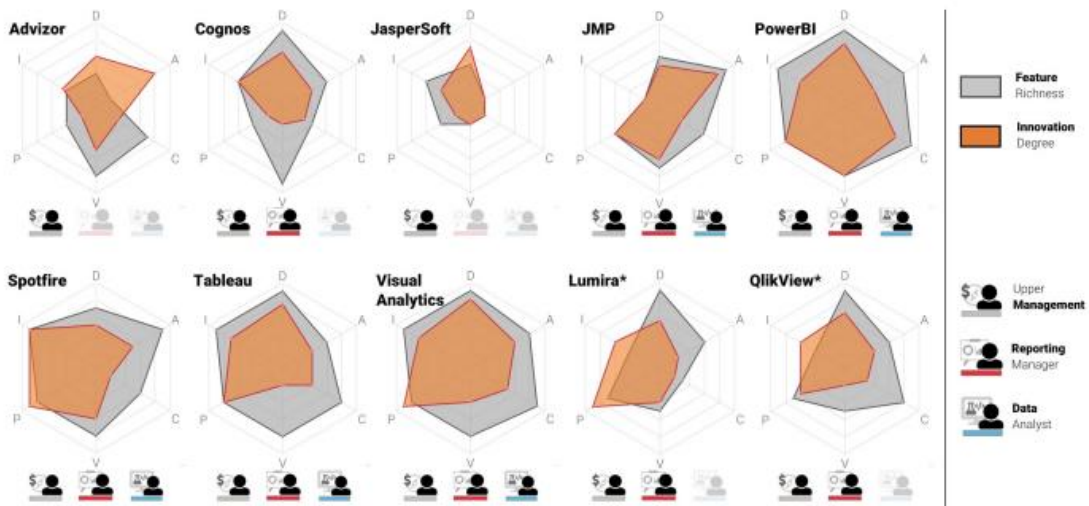 Advizor
D
A
C
V
P
I
Cognos
D
A
C
V
P
I
JasperSoft
D
A
C
V
P
I
JMP
D
A
C
V
P
I
PowerBI
D
A
C
V
P
I
Feature
Richness
Innovation
Degree
Spotfire
D
A
C
V
P
I
Tableau
D
A
C
V
P
I
Visual
Analytics
D
A
C
V
P
I
Lumira*
D
A
C
V
P
I
QlikView*
D
A
C
V
P
I
Upper
Management
Reporting
Manager
Data
Analyst